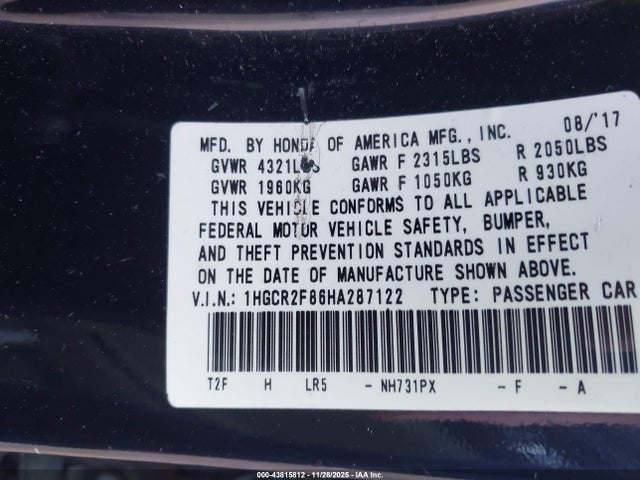 MFD. BY HONDA OF AMERICA MFG., INC. 08/'17
GVWR 4321LBS GAWR F 2315LBS R 2050LBS
GVWR 1960KG GAWR F 1050KG R 930KG
THIS VEHICLE CONFORMS TO ALL APPLICABLE
FEDERAL MOTOR VEHICLE SAFETY, BUMPER,
AND THEFT PREVENTION STANDARDS IN EFFECT
ON THE DATE OF MANUFACTURE SHOWN ABOVE.
V.I.N.: 1HGCR2F86HA287122 TYPE: PASSENGER CAR
T2F H LR5 - NH731PX - F - A
000-43815812 - 11/28/2025 - IAA Inc.